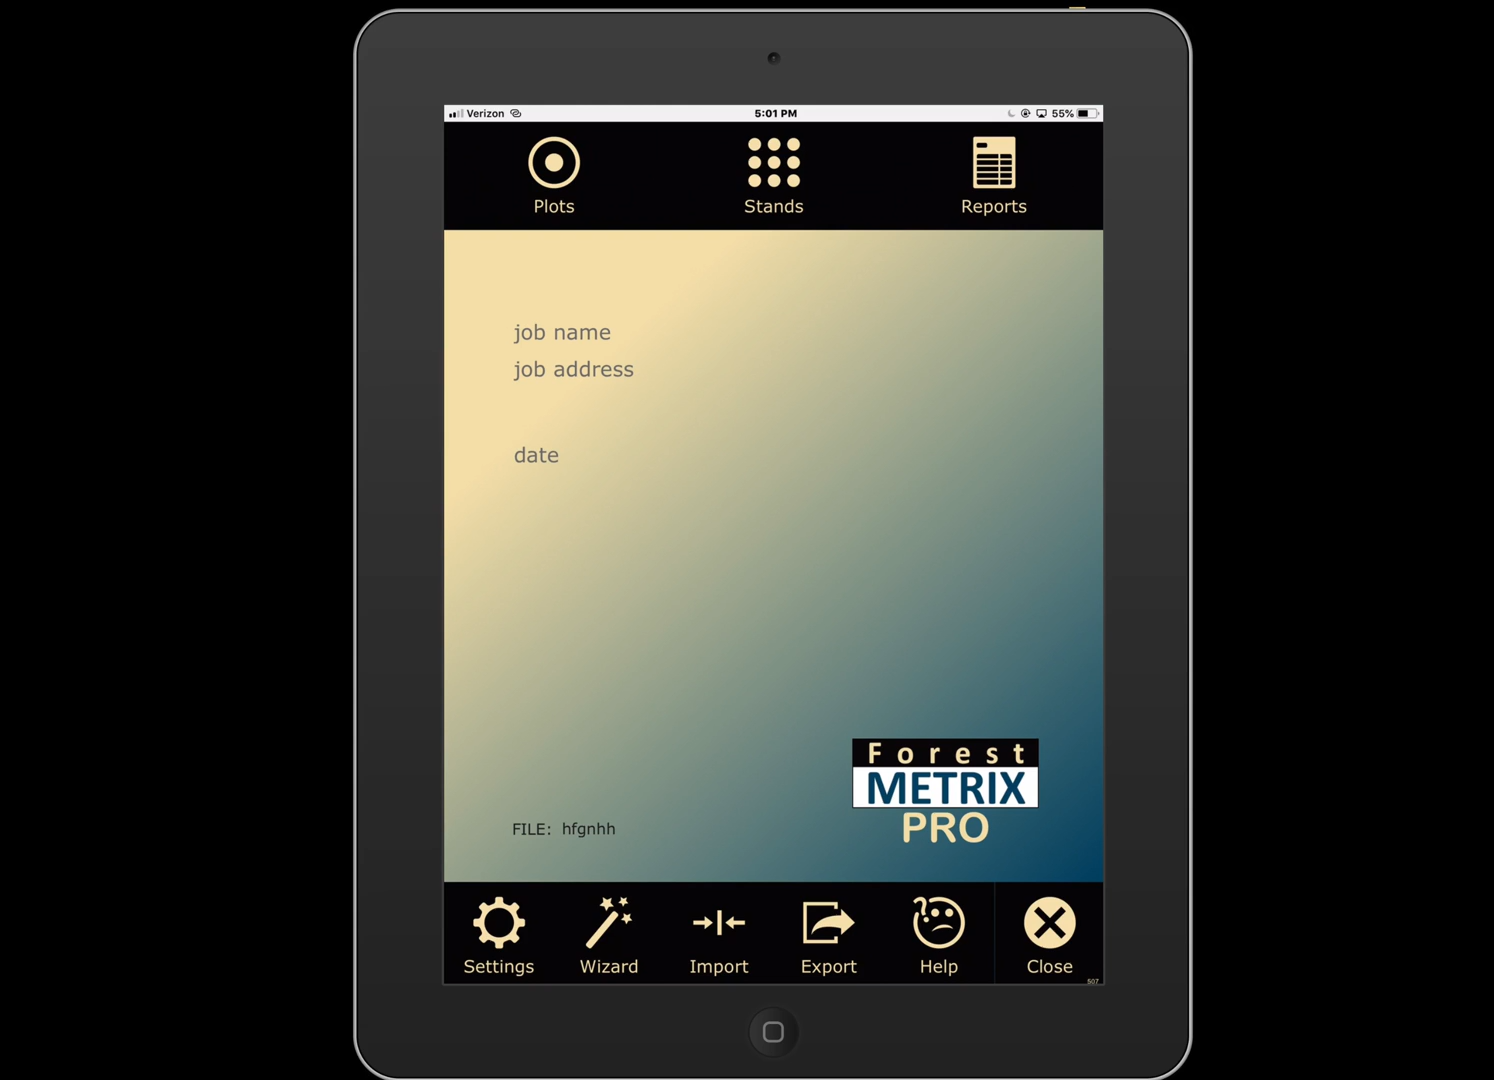 Verizon
5:01 PM
55%
Plots
Stands
Reports
job name
job address
date
Forest
METRIX
PRO
FILE: hfgnhh
Settings
Wizard
Import
Export
Help
Close
507